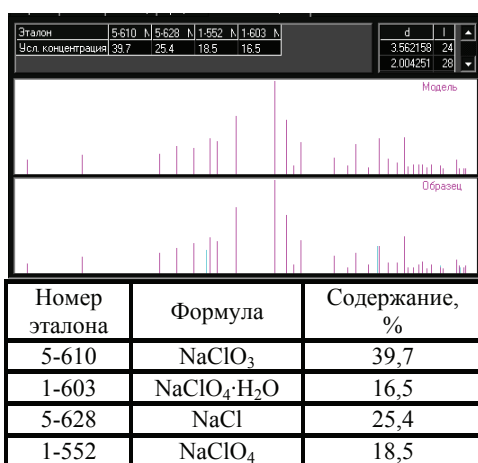 Эталон 5-610 N 5-628 N 1-552 N 1-603 N
Усл. концентрация 39.7 25.4 18.5 16.5
d I
3.562158 24
2.004251 28
Модель
Образец
Номер эталона Формула Содержание, %
5-610 NaClO₃ 39,7
1-603 NaClO₄·H₂O 16,5
5-628 NaCl 25,4
1-552 NaClO₄ 18,5